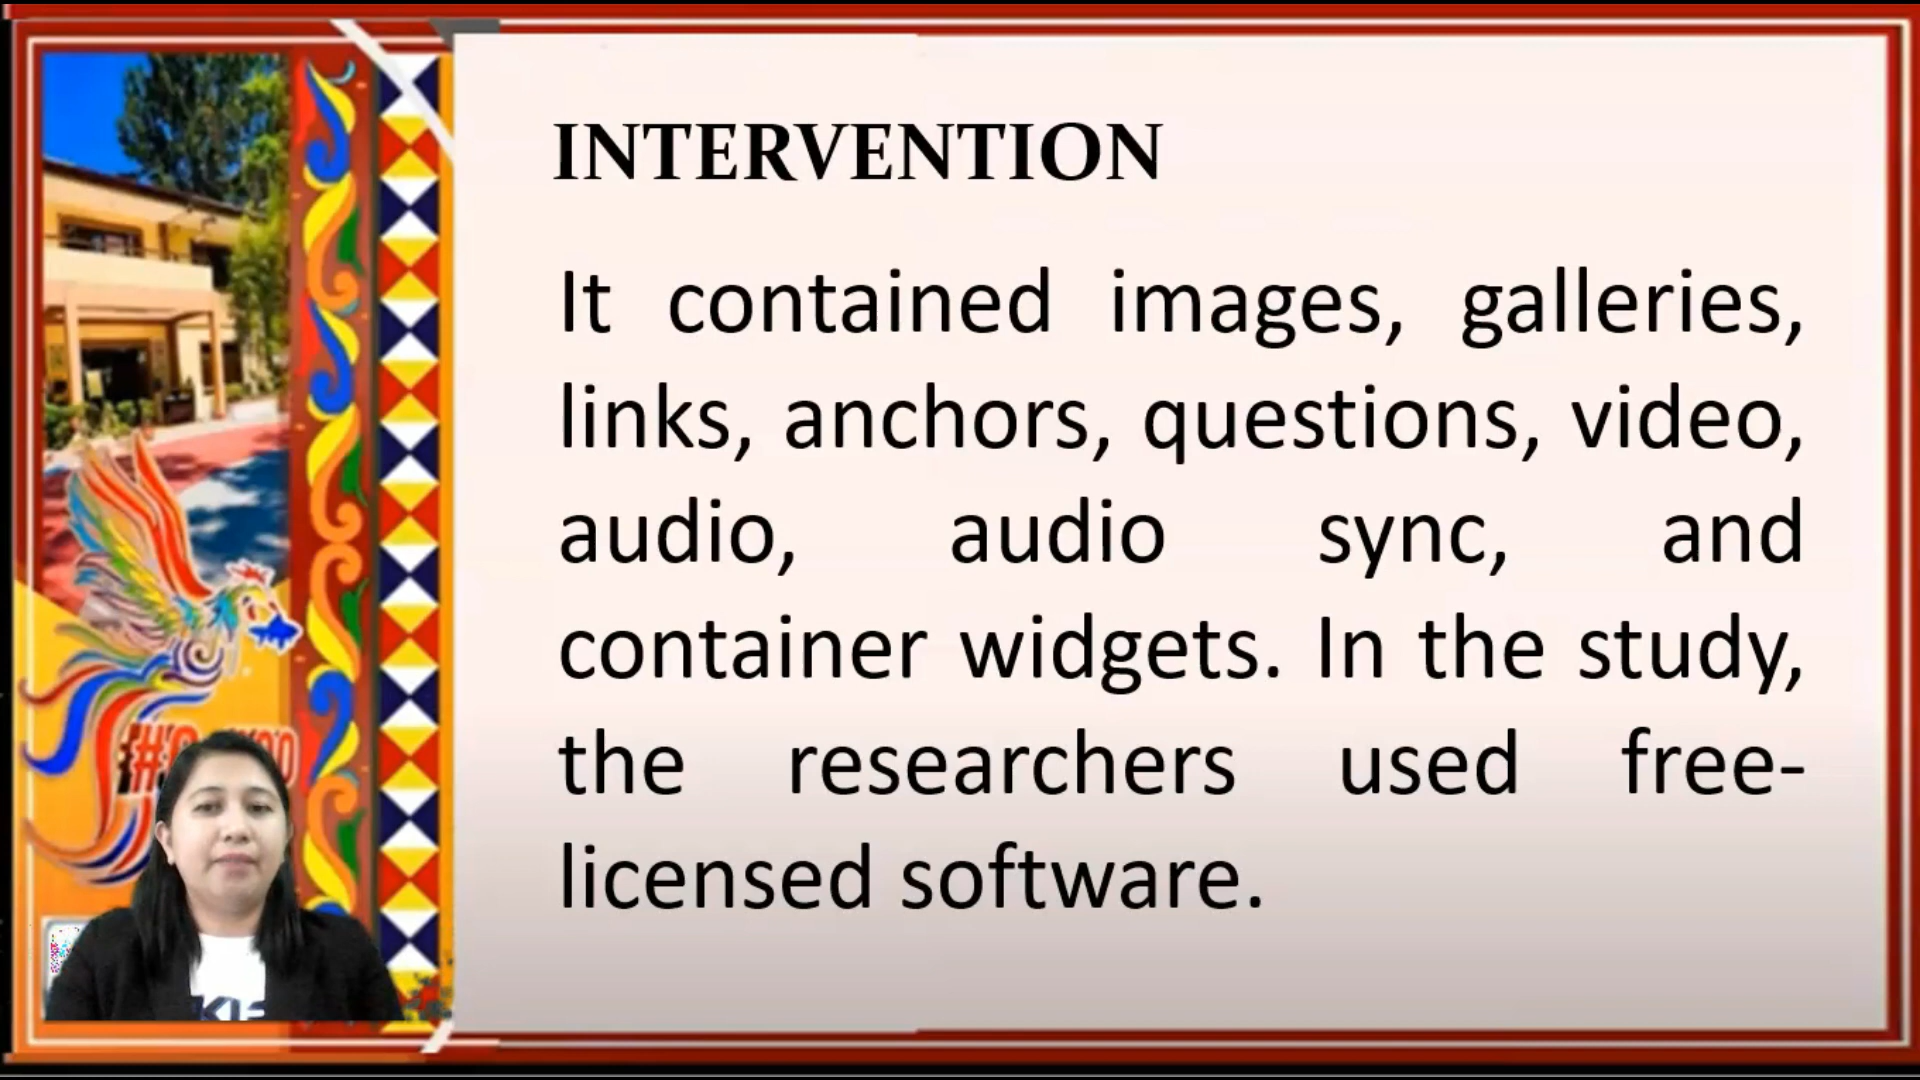 INTERVENTION
It contained images, galleries,
links, anchors, questions, video,
audio, audio sync, and
container widgets. In the study,
the researchers used free-
licensed software.